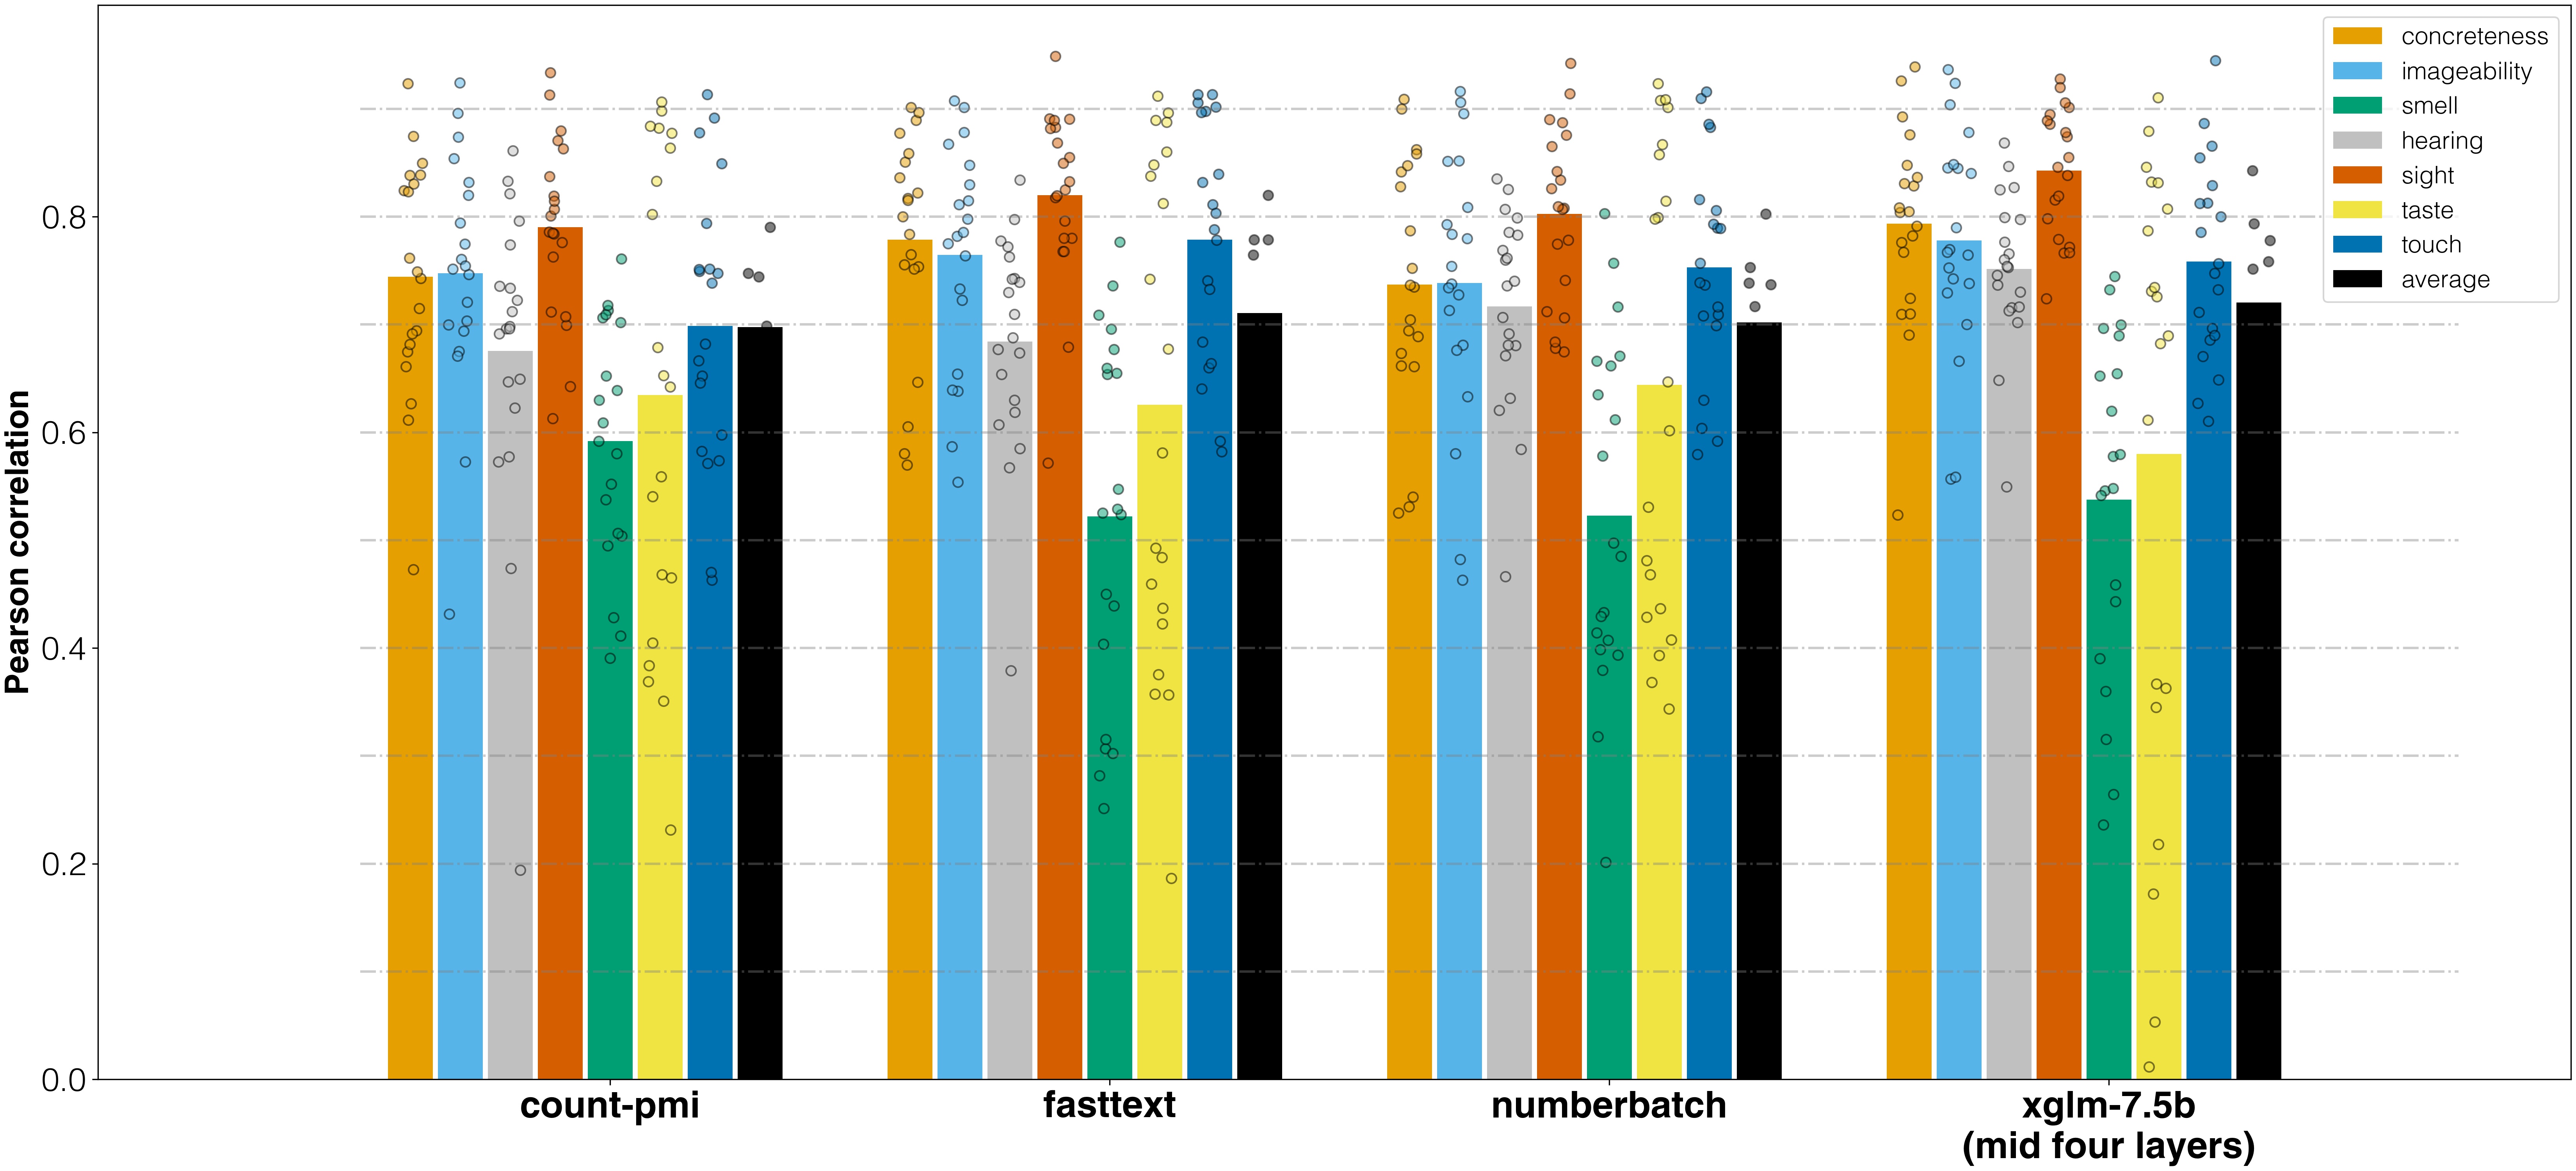 concreteness
imageability
smell
hearing
sight
taste
touch
average
Pearson correlation
0.8
0.6
0.4
0.2
0.0
count-pmi
fasttext
numberbatch
xglm-7.5b
(mid four layers)